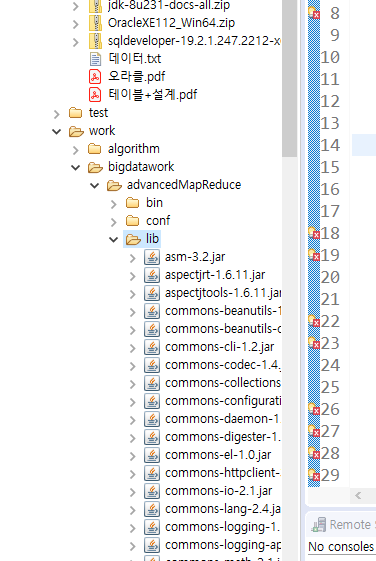 jdk-8u231-docs-all.zip
OracleXE112_Win64.zip
sqldeveloper-19.2.1.247.2212-x
데이터.txt
오라클.pdf
테이블+설계.pdf
test
work
algorithm
bigdatawork
advancedMapReduce
bin
conf
lib
asm-3.2.jar
aspectjrt-1.6.11.jar
aspectjtools-1.6.11.jar
commons-beanutils-1
commons-beanutils-c
commons-cli-1.2.jar
commons-codec-1.4.j
commons-collections
commons-configurati
commons-daemon-1.
commons-digester-1.
commons-el-1.0.jar
commons-httpclient-
commons-io-2.1.jar
commons-lang-2.4.ja
commons-logging-1.
commons-logging-ap
commons-math-2.1.j
8
9
10
11
12
13
14
15
16
17
18
19
20
21
22
23
24
25
26
27
28
29
Remote S
No consoles